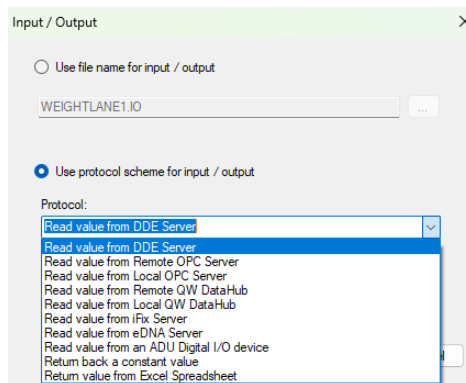 Input / Output
Use file name for input / output
WEIGHTLANE1.IO
...
Use protocol scheme for input / output
Protocol:
Read value from DDE Server
Read value from DDE Server
Read value from Remote OPC Server
Read value from Local OPC Server
Read value from Remote QW DataHub
Read value from Local QW DataHub
Read value from iFix Server
Read value from eDNA Server
Read value from an ADU Digital I/O device
Return back a constant value
Return value from Excel Spreadsheet